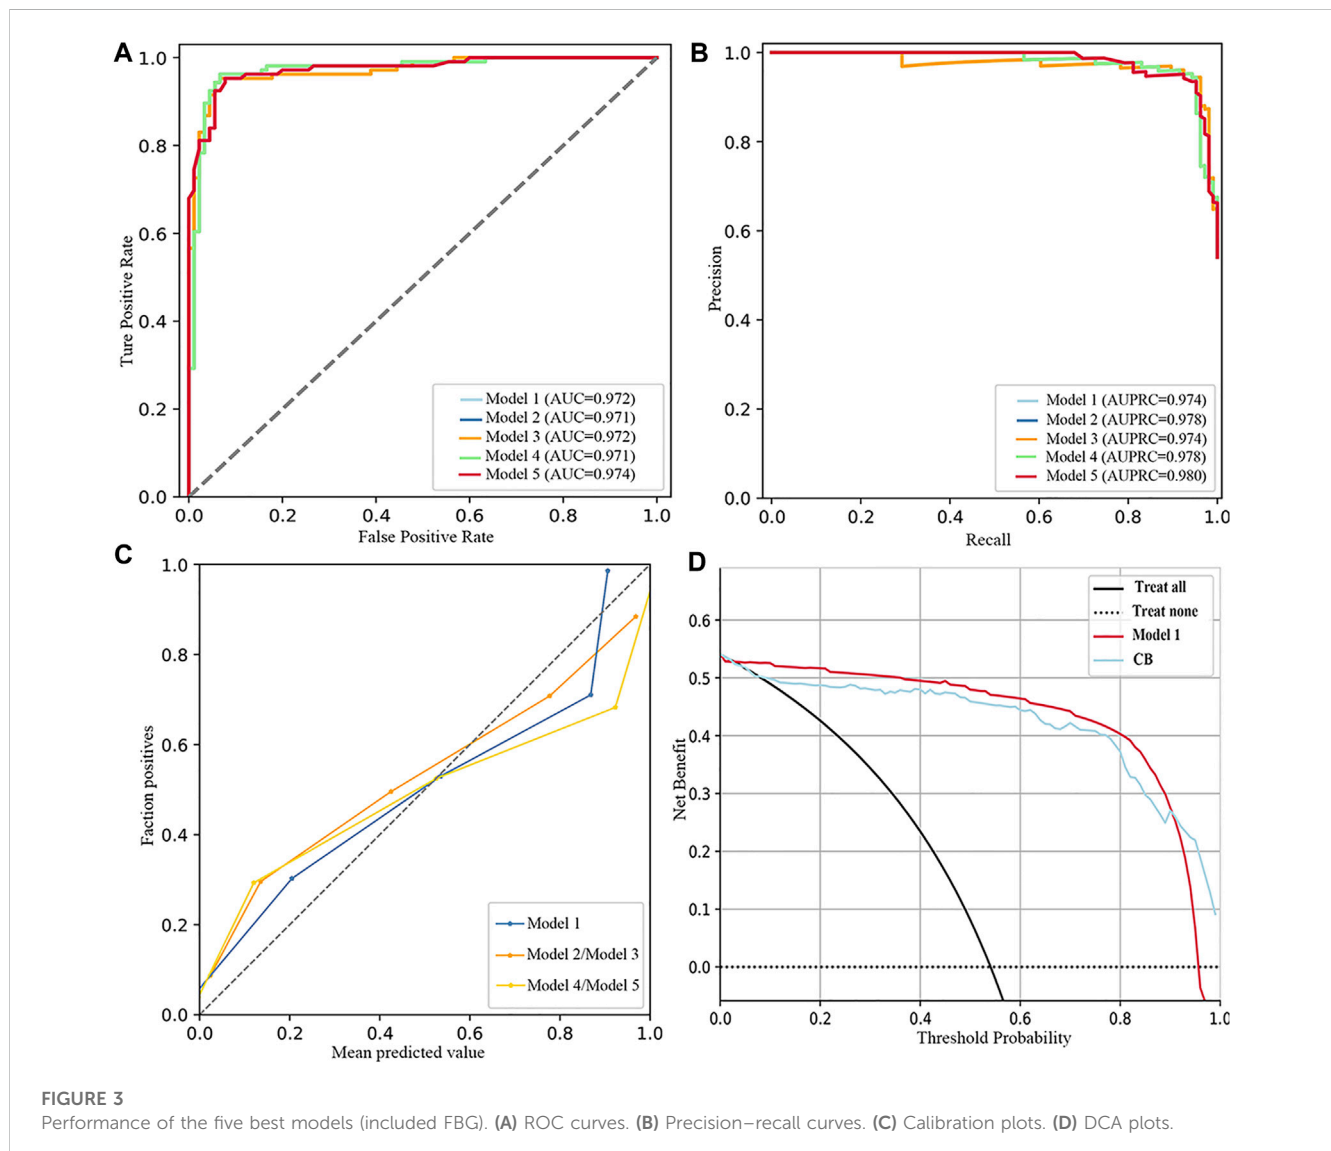 A
1.0
0.8
0.6
0.4
0.2
0.0
Ture Positive Rate
0.0 0.2 0.4 0.6 0.8 1.0
False Positive Rate
Model 1 (AUC=0.972)
Model 2 (AUC=0.971)
Model 3 (AUC=0.972)
Model 4 (AUC=0.971)
Model 5 (AUC=0.974)
B
1.0
0.8
0.6
0.4
0.2
0.0
Precision
0.0 0.2 0.4 0.6 0.8 1.0
Recall
Model 1 (AUPRC=0.974)
Model 2 (AUPRC=0.978)
Model 3 (AUPRC=0.974)
Model 4 (AUPRC=0.978)
Model 5 (AUPRC=0.980)
C
1.0
0.8
0.6
0.4
0.2
0.0
Faction positives
0.0 0.2 0.4 0.6 0.8 1.0
Mean predicted value
Model 1
Model 2/Model 3
Model 4/Model 5
D
0.6
0.5
0.4
0.3
0.2
0.1
0.0
Net Benefit
0.0 0.2 0.4 0.6 0.8 1.0
Threshold Probability
Treat all
Treat none
Model 1
CB
FIGURE 3
Performance of the five best models (included FBG). (A) ROC curves. (B) Precision–recall curves. (C) Calibration plots. (D) DCA plots.